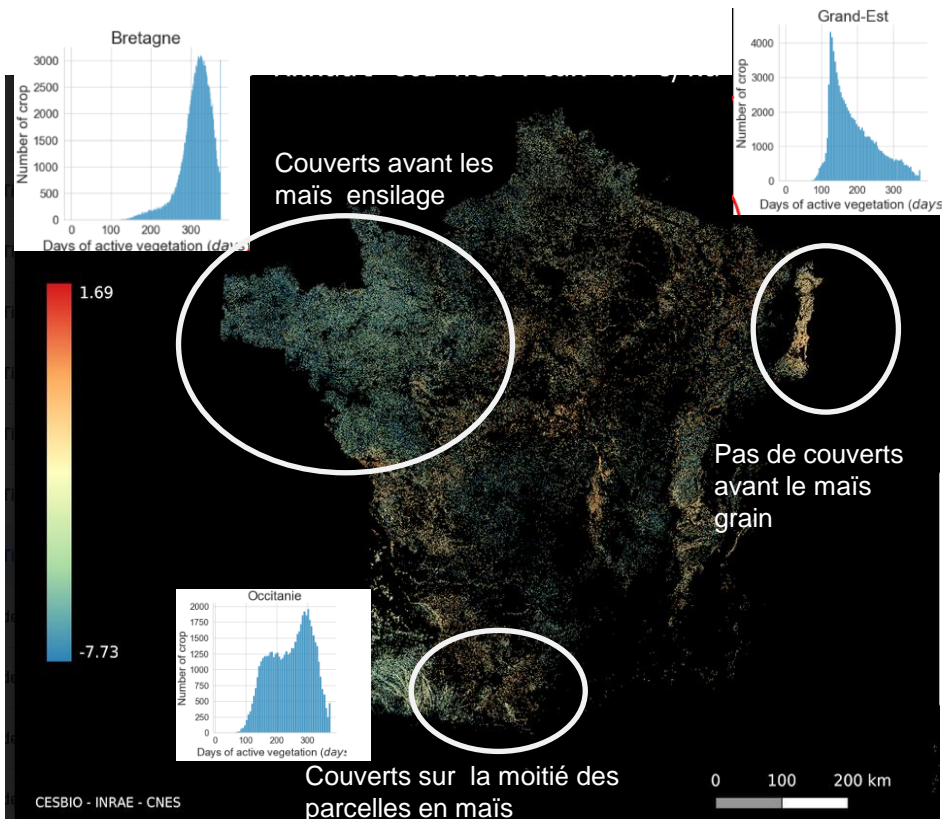 Bretagne
3000
2500
2000
1500
1000
500
0
Number of crop
0 100 200 300
Days of active vegetation (days)
Grand-Est
4000
3000
2000
1000
0
Number of crop
0 100 200 300
Days of active vegetation (days
Couverts avant les
maïs ensilage
1.69
-7.73
Pas de couverts
avant le maïs
grain
Occitanie
2000
1750
1500
1250
1000
750
500
250
0
Number of crop
0 100 200 300
Days of active vegetation (days
Couverts sur la moitié des
parcelles en maïs
0 100 200 km
CESBIO - INRAE - CNES